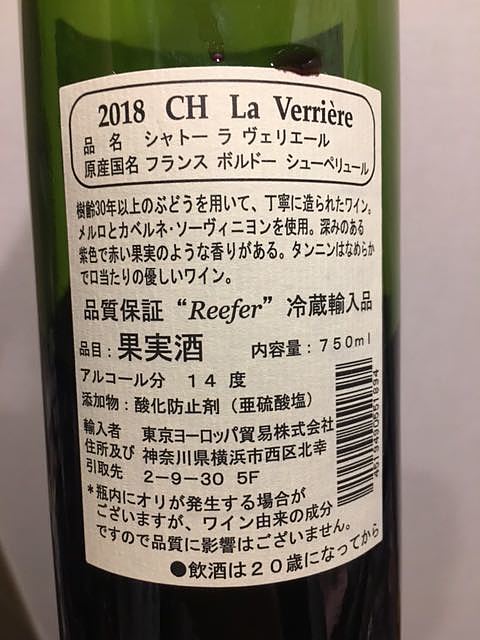 2018 CH La Verrière
品 名 シャトー ラ ヴェリエール
原産国名 フランス ボルドー シューペリュール
樹齢30年以上のぶどうを用いて、丁寧に造られたワイン。
メルロとカベルネ・ソーヴィニヨンを使用。深みのある
紫色で赤い果実のような香りがある。タンニンはなめらか
で口当たりの優しいワイン。
品質保証 “Reefer” 冷蔵輸入品
品目：果実酒 内容量：750ml
アルコール分 14 度
添加物：酸化防止剤（亜硫酸塩）
輸入者 東京ヨーロッパ貿易株式会社
住所及び 神奈川県横浜市西区北幸
引取先 2－9－30 5F
＊瓶内にオリが発生する場合が
ございますが、ワイン由来の成分
ですので品質に影響はございません。
●飲酒は20歳になってから